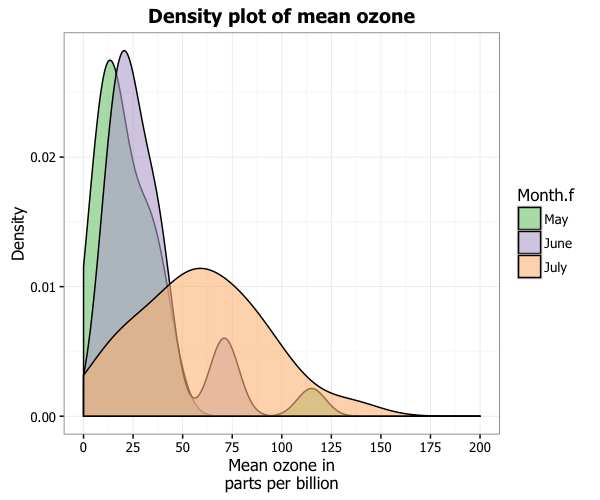 Density plot of mean ozone
Density
0.02
0.01
0.00
0 25 50 75 100 125 150 175 200
Mean ozone in
parts per billion
Month.f
May
June
July